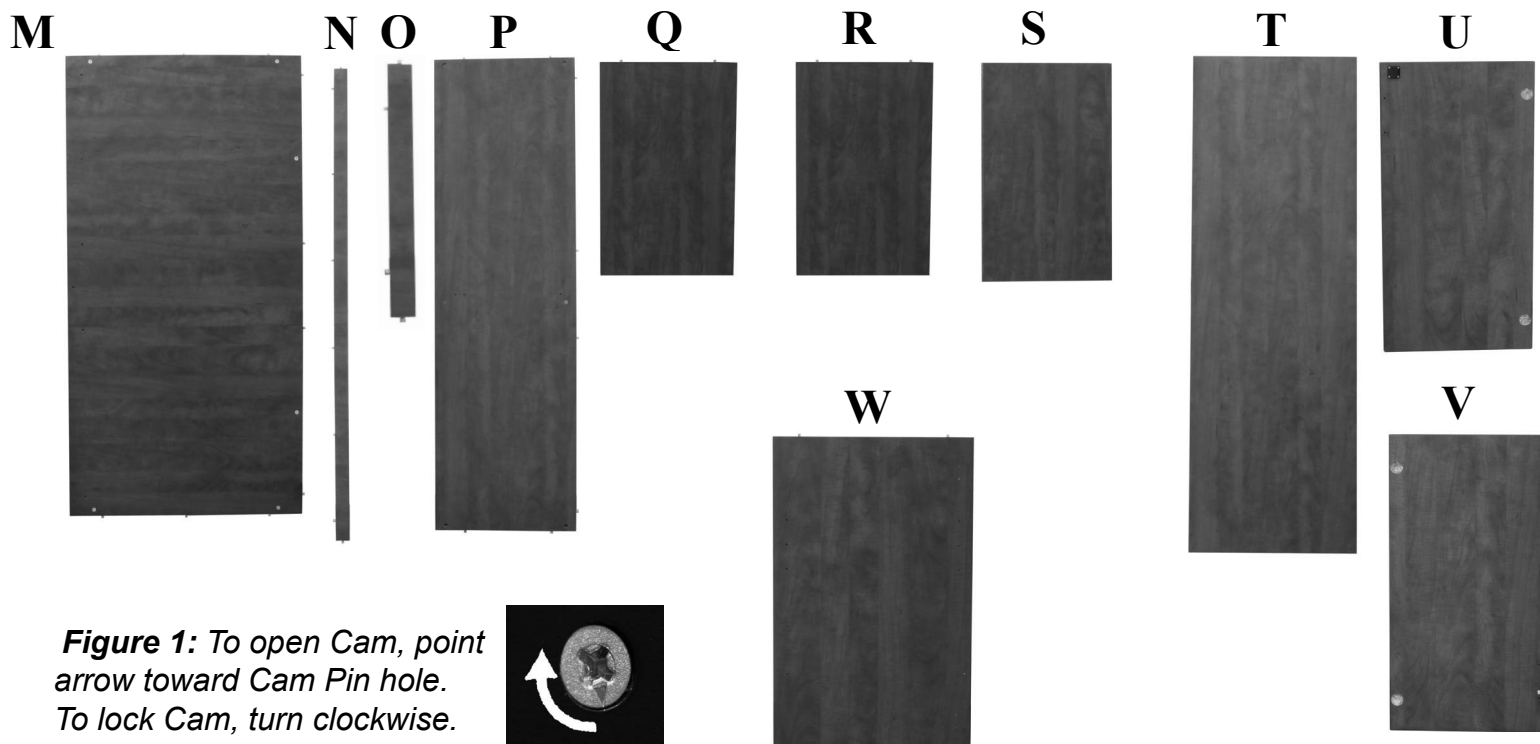 M N O P Q R S T U
W V
Figure 1: To open Cam, point
arrow toward Cam Pin hole.
To lock Cam, turn clockwise.